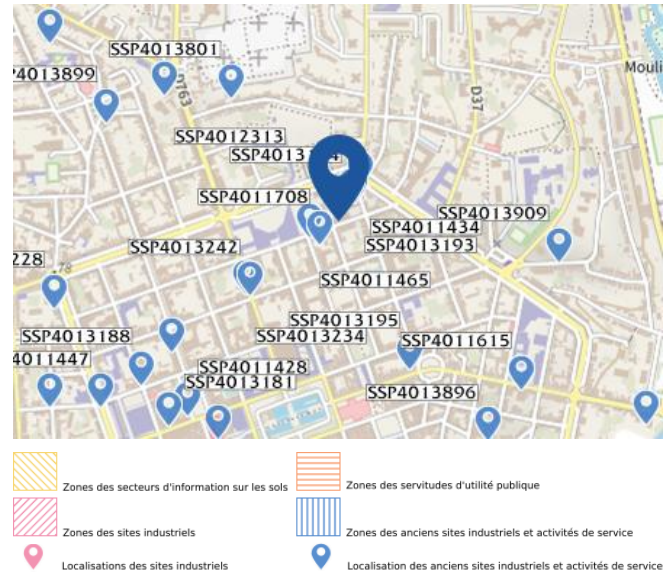 SSP4013801
D763
Mouli
P4013899
D37
SSP4012313
SSP4011708
SSP4013909
SSP4011434
SSP4013193
SSP4013242
228
78
SSP4011465
SSP4013195
SSP4013234
SSP4013188
SSP4011615
4011447
SSP4011428
SSP4013181
SSP4013896
Zones des secteurs d'information sur les sols
Zones des servitudes d'utilité publique
Zones des sites industriels
Zones des anciens sites industriels et activités de service
Localisations des sites industriels
Localisation des anciens sites industriels et activités de service